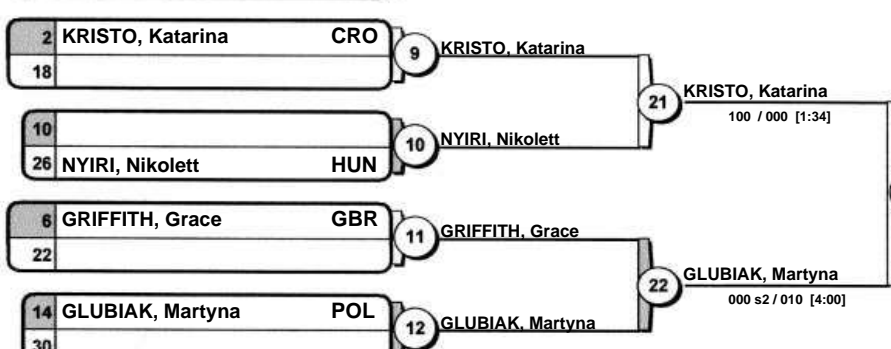 2 KRISTO, Katarina CRO
18
9 KRISTO, Katarina
21 KRISTO, Katarina
100 / 000 [1:34]
10
26 NYIRI, Nikolett HUN
10 NYIRI, Nikolett
6 GRIFFITH, Grace GBR
22
11 GRIFFITH, Grace
22 GLUBIAK, Martyna
000 s2 / 010 [4:00]
14 GLUBIAK, Martyna POL
30
12 GLUBIAK, Martyna